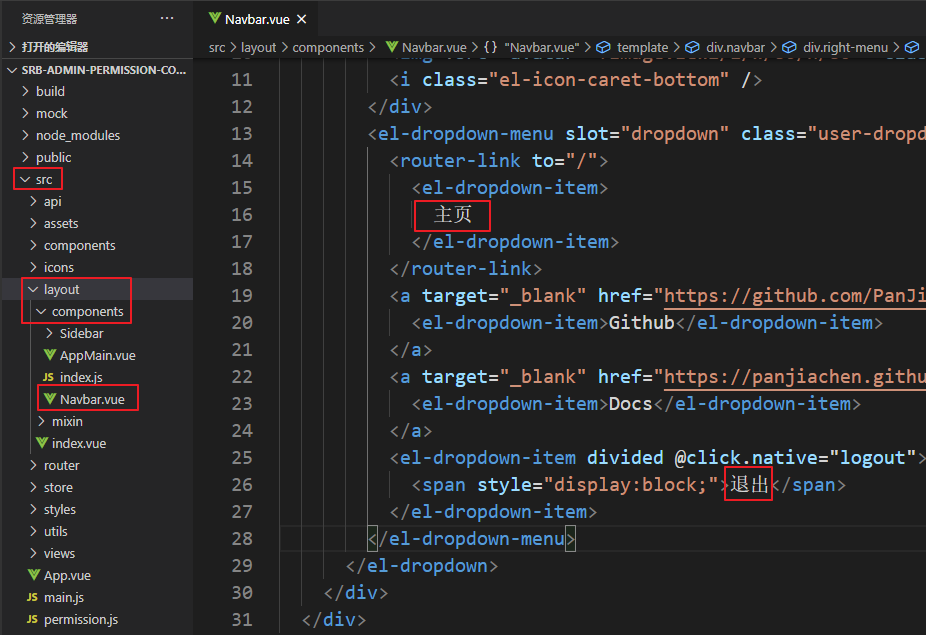 资源管理器 ···
打开的编辑器
SRB-ADMIN-PERMISSION-CO...
build
mock
node_modules
public
src
api
assets
components
icons
layout
components
Sidebar
AppMain.vue
JS index.js
Navbar.vue
mixin
index.vue
router
store
styles
utils
views
App.vue
JS main.js
JS permission.js
Navbar.vue ×
src > layout > components > Navbar.vue > {} "Navbar.vue" > template > div.navbar > div.right-menu >
11 <i class="el-icon-caret-bottom" />
12 </div>
13 <el-dropdown-menu slot="dropdown" class="user-dropd
14 <router-link to="/">
15 <el-dropdown-item>
16 主页
17 </el-dropdown-item>
18 </router-link>
19 <a target="_blank" href="https://github.com/PanJi
20 <el-dropdown-item>Github</el-dropdown-item>
21 </a>
22 <a target="_blank" href="https://panjiachen.githu
23 <el-dropdown-item>Docs</el-dropdown-item>
24 </a>
25 <el-dropdown-item divided @click.native="logout">
26 <span style="display:block;">退出</span>
27 </el-dropdown-item>
28 </el-dropdown-menu>
29 </el-dropdown>
30 </div>
31 </div>